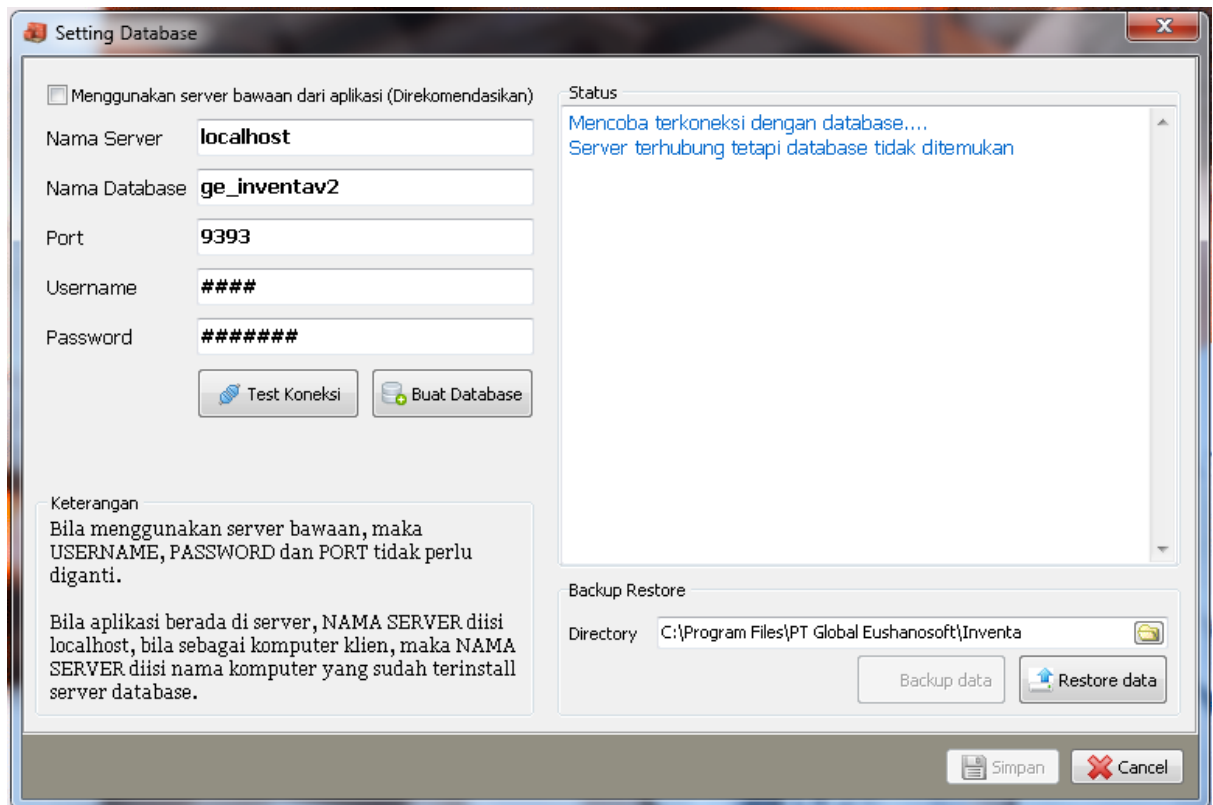 Setting Database
Menggunakan server bawaan dari aplikasi (Direkomendasikan)
Nama Server
localhost
Nama Database
ge_inventav2
Port
9393
Username
####
Password
#######
Test Koneksi
Buat Database
Keterangan
Bila menggunakan server bawaan, maka
USERNAME, PASSWORD dan PORT tidak perlu
diganti.
Bila aplikasi berada di server, NAMA SERVER diisi
localhost, bila sebagai komputer klien, maka NAMA
SERVER diisi nama komputer yang sudah terinstall
server database.
Status
Mencoba terkoneksi dengan database....
Server terhubung tetapi database tidak ditemukan
Backup Restore
Directory
C:\Program Files\PT Global Eushanosoft\Inventa
Backup data
Restore data
Simpan
Cancel